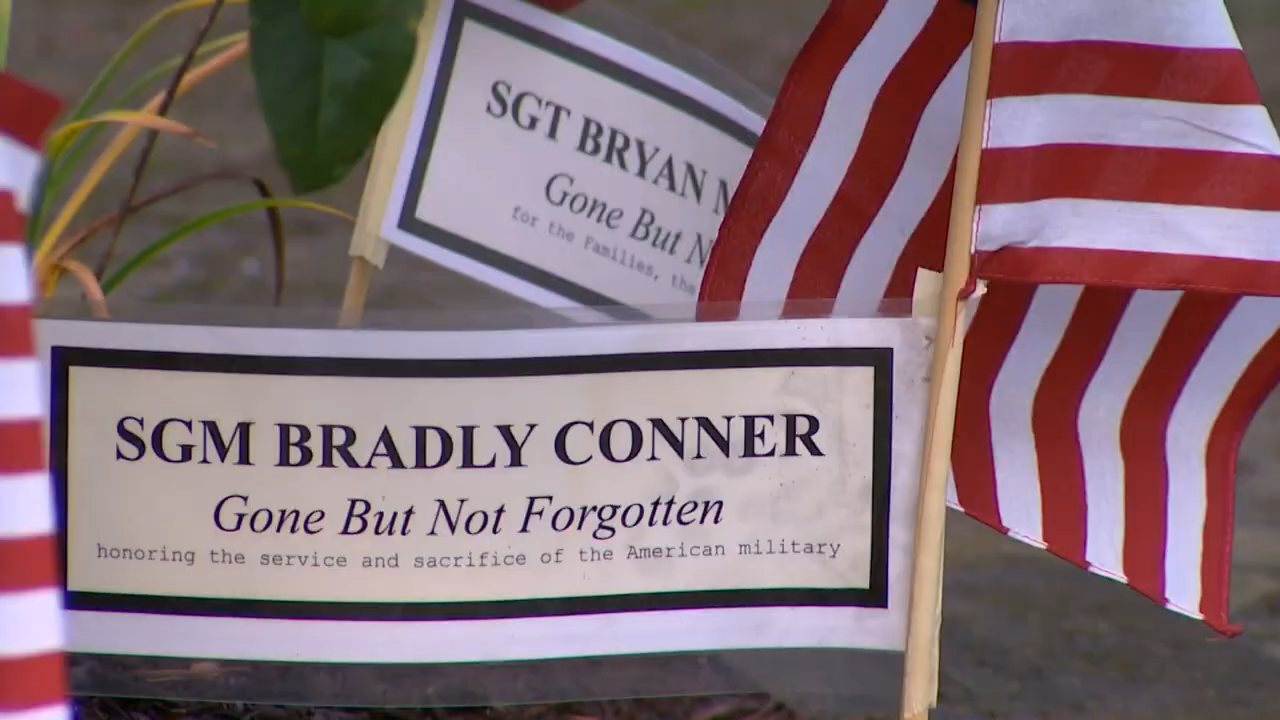 SGT BRYAN
Gone But
for the Families, the
SGM BRADLY CONNER
Gone But Not Forgotten
honoring the service and sacrifice of the American military